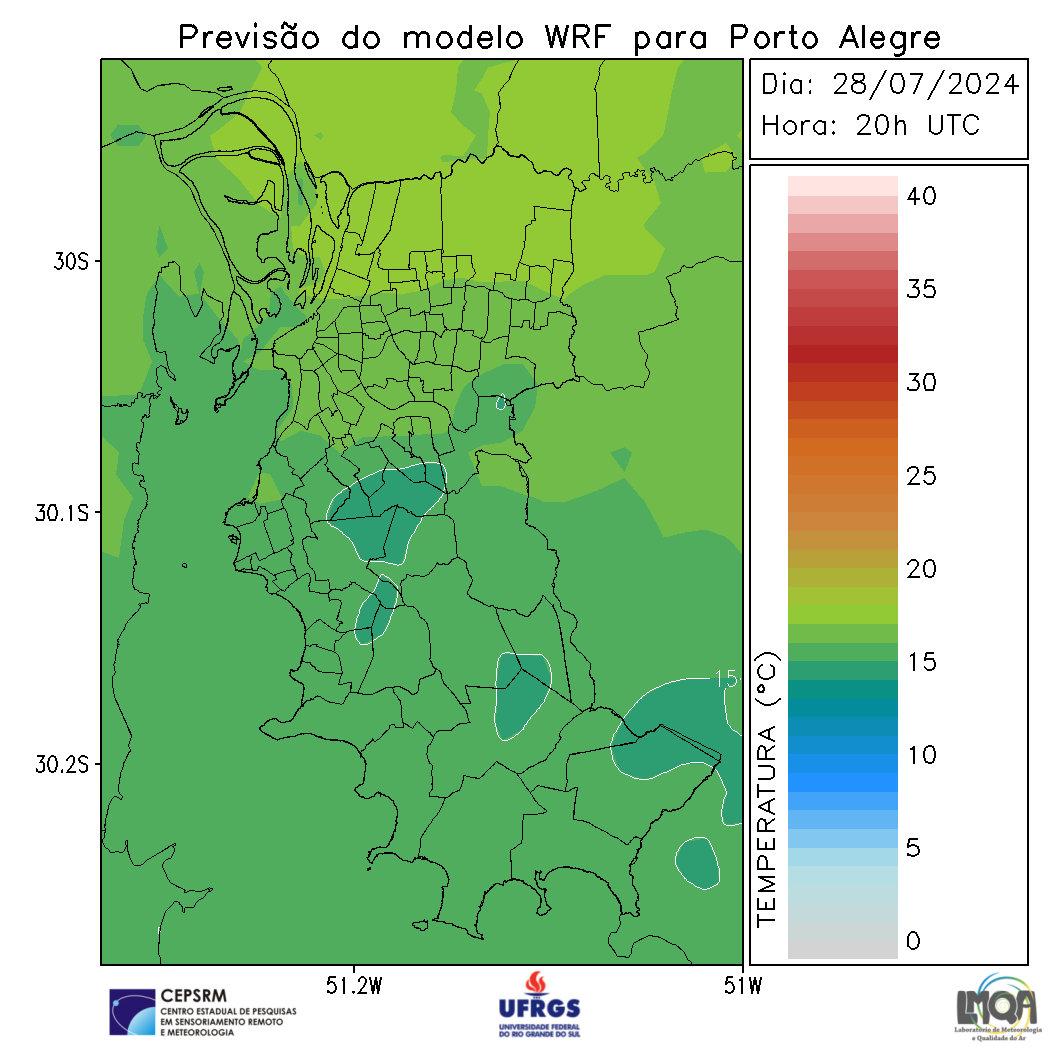 Previsão do modelo WRF para Porto Alegre
Dia: 28/07/2024
Hora: 20h UTC
30S
30.1S
30.2S
51.2W
51W
15
TEMPERATURA (°C)
40
35
30
25
20
15
10
5
0
CEPSRM
CENTRO ESTADUAL DE PESQUISAS
EM SENSORIAMENTO REMOTO
E METEOROLOGIA
UFRGS
UNIVERSIDADE FEDERAL
DO RIO GRANDE DO SUL
LMQA
Laboratório de Meteorologia
e Qualidade do Ar